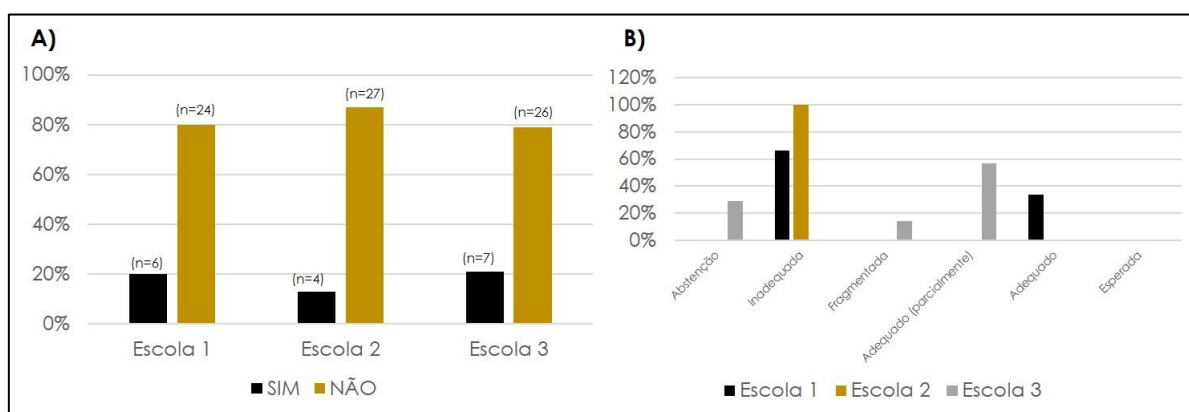 A)
100%
80%
60%
40%
20%
0%
(n=6)
(n=24)
(n=4)
(n=27)
(n=7)
(n=26)
Escola 1 Escola 2 Escola 3
SIM NÃO
B)
120%
100%
80%
60%
40%
20%
0%
Abstenção
Inadequada
Fragmentada
Adequado (parcialmente)
Adequado
Esperada
Escola 1 Escola 2 Escola 3